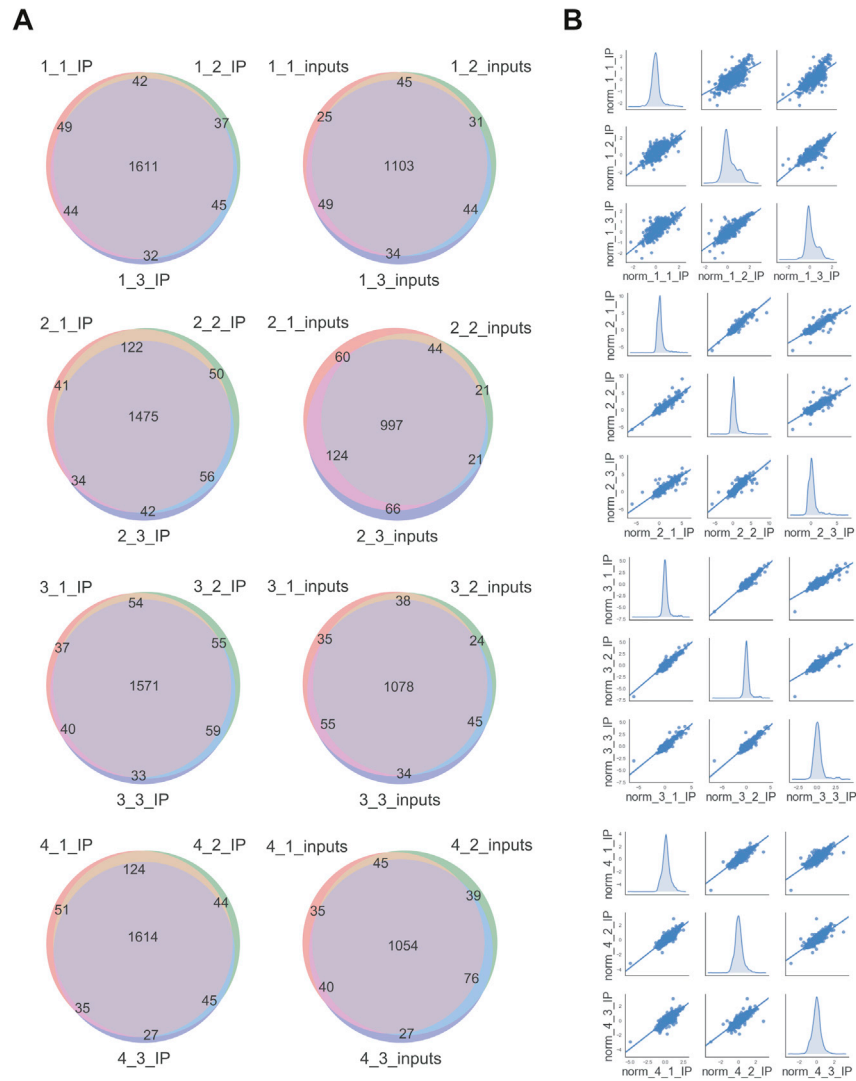 A
B
1_1_IP
1_2_IP
42
37
49
1611
44
45
32
1_3_IP
1_1_inputs
1_2_inputs
45
25
31
1103
49
44
34
1_3_inputs
2_1_IP
2_2_IP
122
50
41
1475
34
56
42
2_3_IP
2_1_inputs
2_2_inputs
44
60
21
997
124
21
66
2_3_inputs
3_1_IP
3_2_IP
54
55
37
1571
40
59
33
3_3_IP
3_1_inputs
3_2_inputs
38
35
24
1078
55
45
34
3_3_inputs
4_1_IP
4_2_IP
124
44
51
1614
35
45
27
4_3_IP
4_1_inputs
4_2_inputs
45
39
35
1054
40
76
27
4_3_inputs
norm_1_1_IP
norm_1_2_IP
norm_1_3_IP
norm_1_1_IP norm_1_2_IP norm_1_3_IP
norm_2_1_IP
norm_2_2_IP
norm_2_3_IP
norm_2_1_IP norm_2_2_IP norm_2_3_IP
norm_3_1_IP
norm_3_2_IP
norm_3_3_IP
norm_3_1_IP norm_3_2_IP norm_3_3_IP
norm_4_1_IP
norm_4_2_IP
norm_4_3_IP
norm_4_1_IP norm_4_2_IP norm_4_3_IP